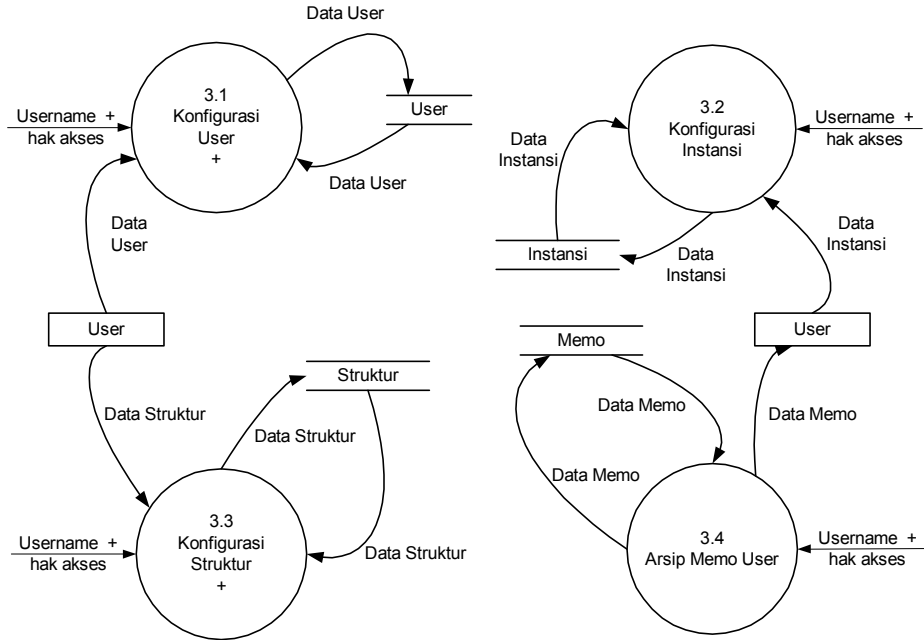 Data User
3.1
Konfigurasi
User
+
Username +
hak akses
User
Data User
Data
User
User
Data Struktur
Struktur
Data Struktur
Data Struktur
3.3
Konfigurasi
Struktur
+
Username +
hak akses
3.2
Konfigurasi
Instansi
Username +
hak akses
Data
Instansi
Instansi
Data
Instansi
Data
Instansi
User
Memo
Data Memo
Data Memo
Data Memo
3.4
Arsip Memo User
Username +
hak akses